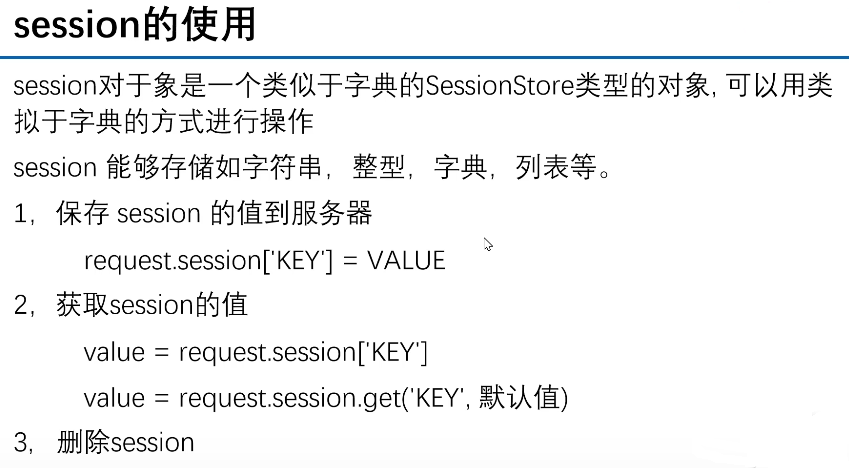 session的使用
session对于象是一个类似于字典的SessionStore类型的对象, 可以用类
拟于字典的方式进行操作
session 能够存储如字符串，整型，字典，列表等。
1，保存 session 的值到服务器
request.session['KEY'] = VALUE
2，获取session的值
value = request.session['KEY']
value = request.session.get('KEY', 默认值)
3，删除session